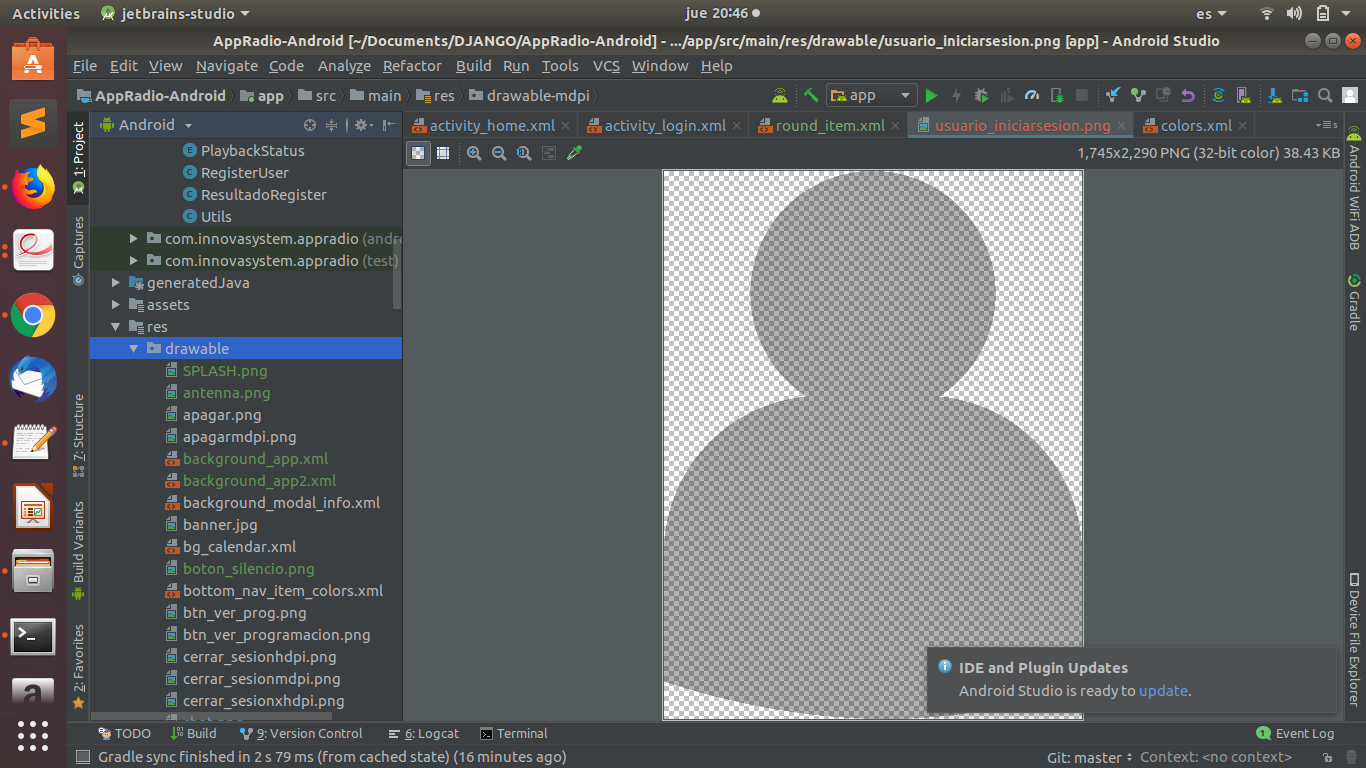 Activities jetbrains-studio jue 20:46 es
AppRadio-Android [~/Documents/DJANGO/AppRadio-Android] - .../app/src/main/res/drawable/usuario_iniciarsesion.png [app] - Android Studio
File Edit View Navigate Code Analyze Refactor Build Run Tools VCS Window Help
AppRadio-Android app src main res drawable-mdpi app
1: Project
Captures
7: Structure
Build Variants
2: Favorites
Android
activity_home.xml activity_login.xml round_item.xml usuario_iniciarsesion.png colors.xml
1,745x2,290 PNG (32-bit color) 38.43 KB
PlaybackStatus
RegisterUser
ResultadoRegister
Utils
com.innovasystem.appradio (andr
com.innovasystem.appradio (test)
generatedJava
assets
res
drawable
SPLASH.png
antenna.png
apagar.png
apagarmdpi.png
background_app.xml
background_app2.xml
background_modal_info.xml
banner.jpg
bg_calendar.xml
boton_silencio.png
bottom_nav_item_colors.xml
btn_ver_prog.png
btn_ver_programacion.png
cerrar_sesionhdpi.png
cerrar_sesionmdpi.png
cerrar_sesionxhdpi.png
Android WiFi ADB
Gradle
Device File Explorer
IDE and Plugin Updates
Android Studio is ready to update.
TODO Build 9: Version Control 6: Logcat Terminal 1 Event Log
Gradle sync finished in 2 s 79 ms (from cached state) (16 minutes ago) Git: master Context: <no context>